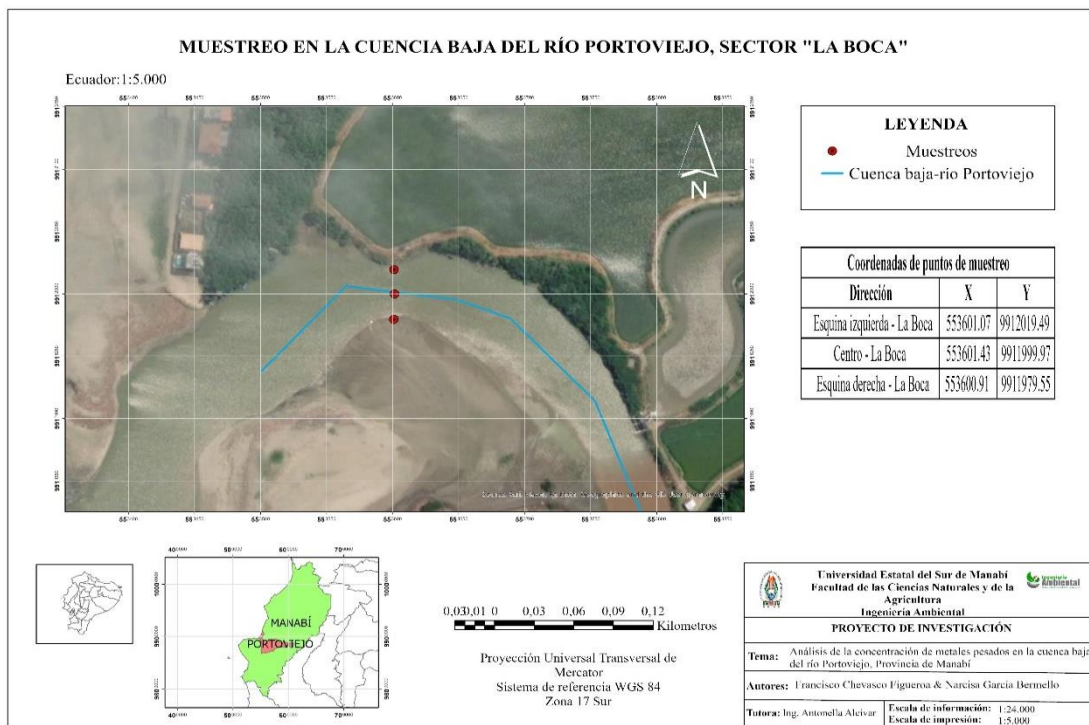 MUESTREO EN LA CUENCIA BAJA DEL RÍO PORTOVIEJO, SECTOR "LA BOCA"
Ecuador:1:5.000
N
LEYENDA
Muestreos
Cuenca baja-río Portoviejo
Coordenadas de puntos de muestreo
Dirección X Y
Esquina izquierda - La Boca 553601.07 9912019.49
Centro - La Boca 553601.43 9911999.97
Esquina derecha - La Boca 553600.91 9911979.55
MANABÍ
PORTOVIEJO
0,03 0,01 0 0,03 0,06 0,09 0,12
Kilometros
Proyección Universal Transversal de
Mercator
Sistema de referencia WGS 84
Zona 17 Sur
Universidad Estatal del Sur de Manabí
Facultad de las Ciencias Naturales y de la
Agricultura
Ingeniería Ambiental
Ambiental
PROYECTO DE INVESTIGACIÓN
Tema: Análisis de la concentración de metales pesados en la cuenca baja
del río Portoviejo, Provincia de Manabí
Autores: Francisco Chevasco Figueroa & Narcisa García Bermello
Tutora: Ing. Antonella Alcivar
Escala de información: 1:24.000
Escala de impresión: 1:5.000